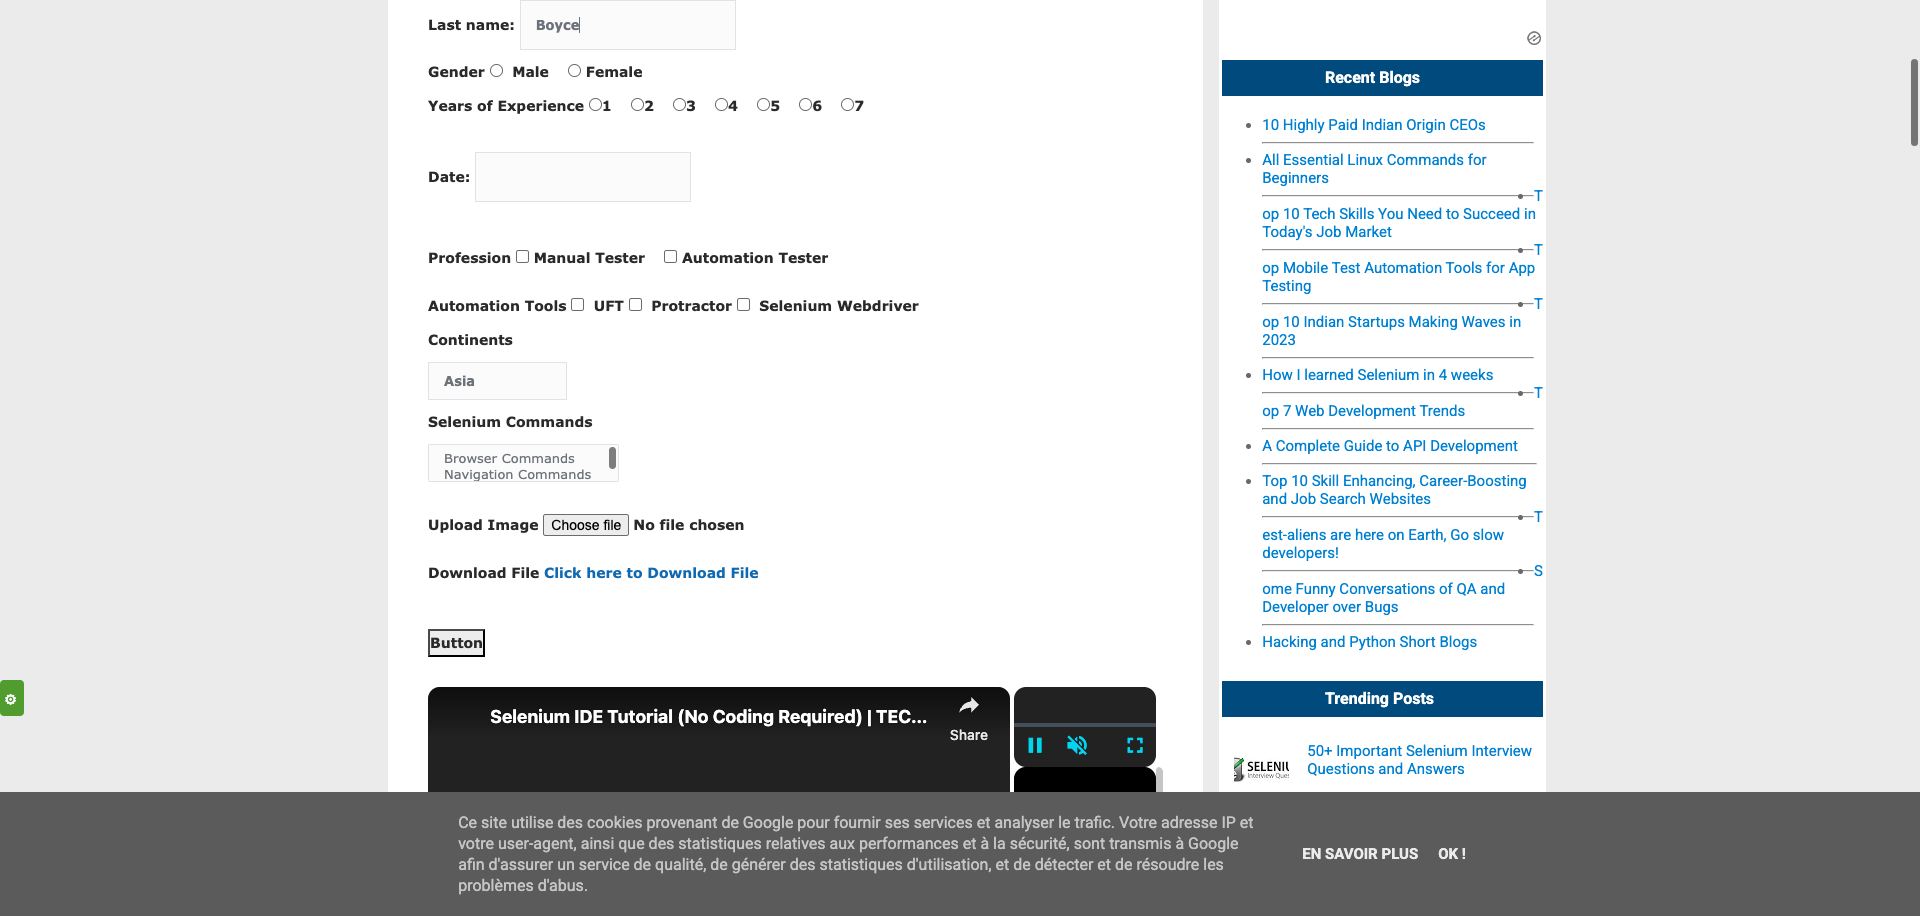 Last name: Boyce
Gender Male Female
Years of Experience 1 2 3 4 5 6 7
Date:
Profession Manual Tester Automation Tester
Automation Tools UFT Protractor Selenium Webdriver
Continents
Asia
Selenium Commands
Browser Commands
Navigation Commands
Upload Image Choose file No file chosen
Download File Click here to Download File
Button
Selenium IDE Tutorial (No Coding Required) | TEC...
Share
Recent Blogs
10 Highly Paid Indian Origin CEOs
All Essential Linux Commands for
Beginners
T
op 10 Tech Skills You Need to Succeed in
Today's Job Market
T
op Mobile Test Automation Tools for App
Testing
T
op 10 Indian Startups Making Waves in
2023
How I learned Selenium in 4 weeks
T
op 7 Web Development Trends
A Complete Guide to API Development
Top 10 Skill Enhancing, Career-Boosting
and Job Search Websites
T
est-aliens are here on Earth, Go slow
developers!
S
ome Funny Conversations of QA and
Developer over Bugs
Hacking and Python Short Blogs
Trending Posts
SELENIU
Interview Ques
50+ Important Selenium Interview
Questions and Answers
Ce site utilise des cookies provenant de Google pour fournir ses services et analyser le trafic. Votre adresse IP et
votre user-agent, ainsi que des statistiques relatives aux performances et à la sécurité, sont transmis à Google
afin d'assurer un service de qualité, de générer des statistiques d'utilisation, et de détecter et de résoudre les
problèmes d'abus.
EN SAVOIR PLUS OK !